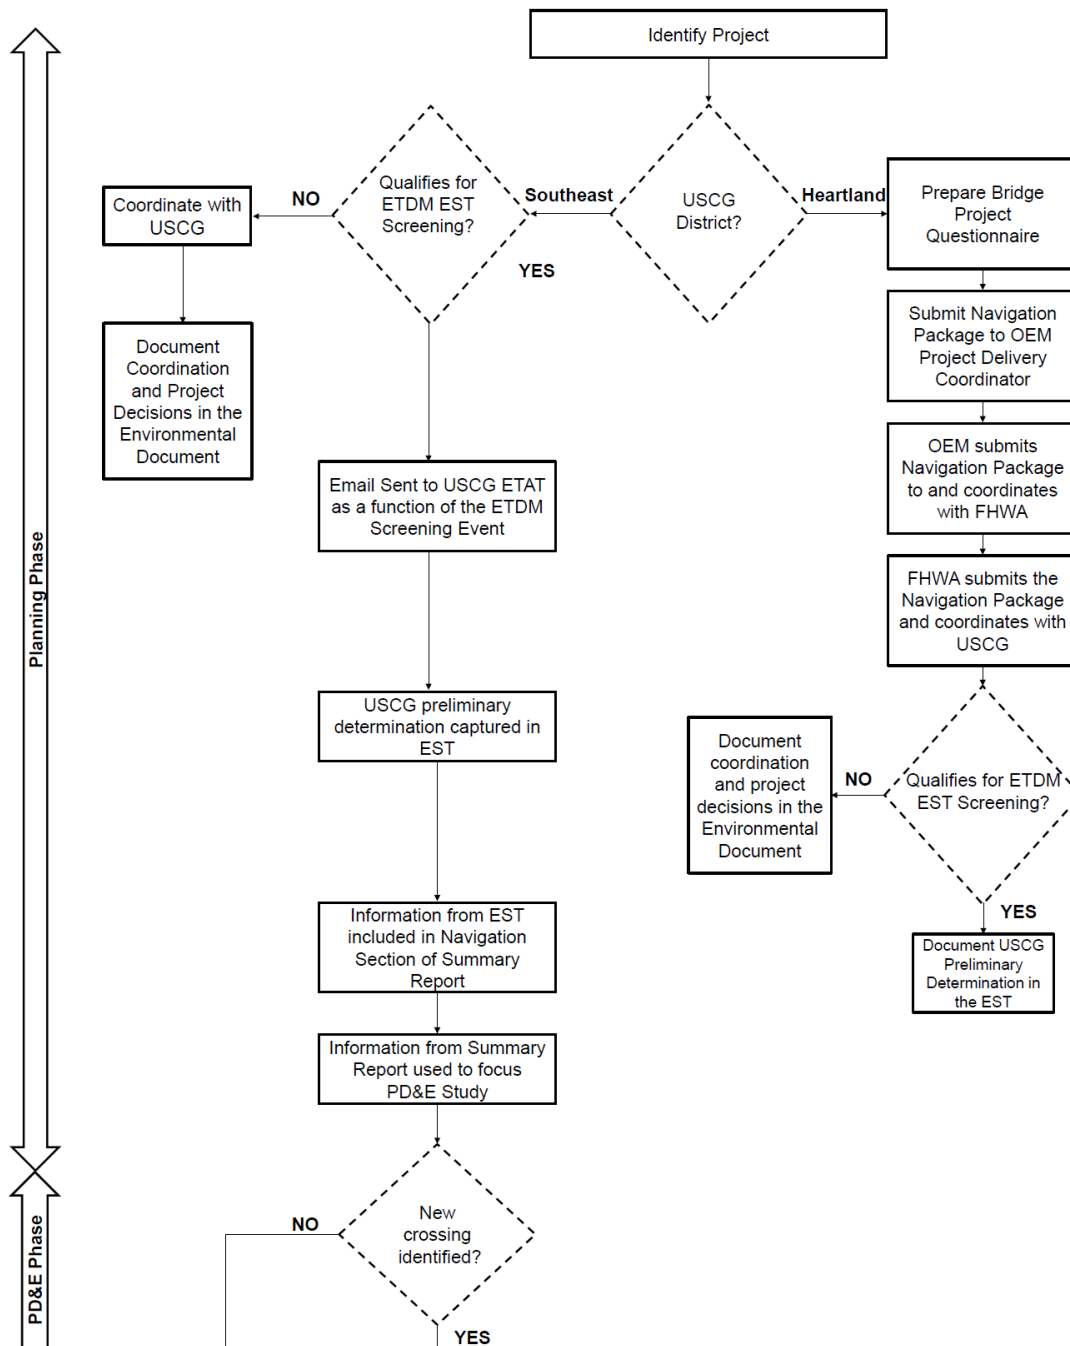 Identify Project
USCG
District?
Southeast
Heartland
Qualifies for
ETDM EST
Screening?
NO
YES
Coordinate with
USCG
Document
Coordination
and Project
Decisions in the
Environmental
Document
Prepare Bridge
Project
Questionnaire
Submit Navigation
Package to OEM
Project Delivery
Coordinator
OEM submits
Navigation Package
to and coordinates
with FHWA
FHWA submits the
Navigation Package
and coordinates with
USCG
Qualifies for ETDM
EST Screening?
NO
Document
coordination
and project
decisions in the
Environmental
Document
YES
Document USCG
Preliminary
Determination in
the EST
Email Sent to USCG ETAT
as a function of the ETDM
Screening Event
USCG preliminary
determination captured in
EST
Information from EST
included in Navigation
Section of Summary
Report
Information from Summary
Report used to focus
PD&E Study
New
crossing
identified?
NO
YES
Planning Phase
PD&E Phase